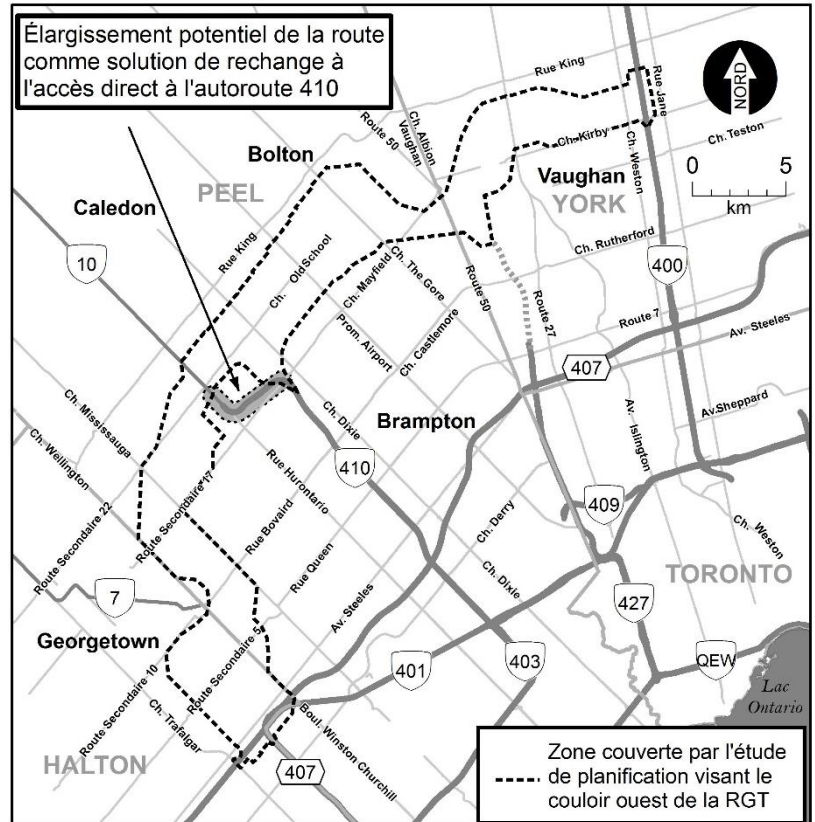 Élargissement potentiel de la route
comme solution de rechange à
l'accès direct à l'autoroute 410
Rue King
Rue Jane
NORD
Route 50
Ch. Albion
Vaughan
Ch. Kirby
Ch. Weston
Ch. Teston
0 5
km
Bolton
PEEL
Vaughan
YORK
Caledon
Rue King
Ch. Old School
Ch. Mayfield
Ch. The Gore
Ch. Rutherford
10
400
Route 50
Route 27
Prom. Airport
Ch. Castlemore
Route 7
Av. Steeles
407
Ch. Mississauga
Ch. Dixie
Brampton
Av. Islington
Av.Sheppard
Ch. Wellington
Rue Hurontario
410
Route Secondaire 22
Route Secondaire 17
Rue Bovaird
Rue Queen
Ch. Derry
409
Ch. Weston
Ch. Dixie
Av. Steeles
TORONTO
7
427
Georgetown
Route Secondaire 10
Route Secondaire 5
401
403
QEW
Lac
Ontario
Ch. Trafalgar
Boul. Winston Churchill
HALTON
407
Zone couverte par l'étude
de planification visant le
couloir ouest de la RGT